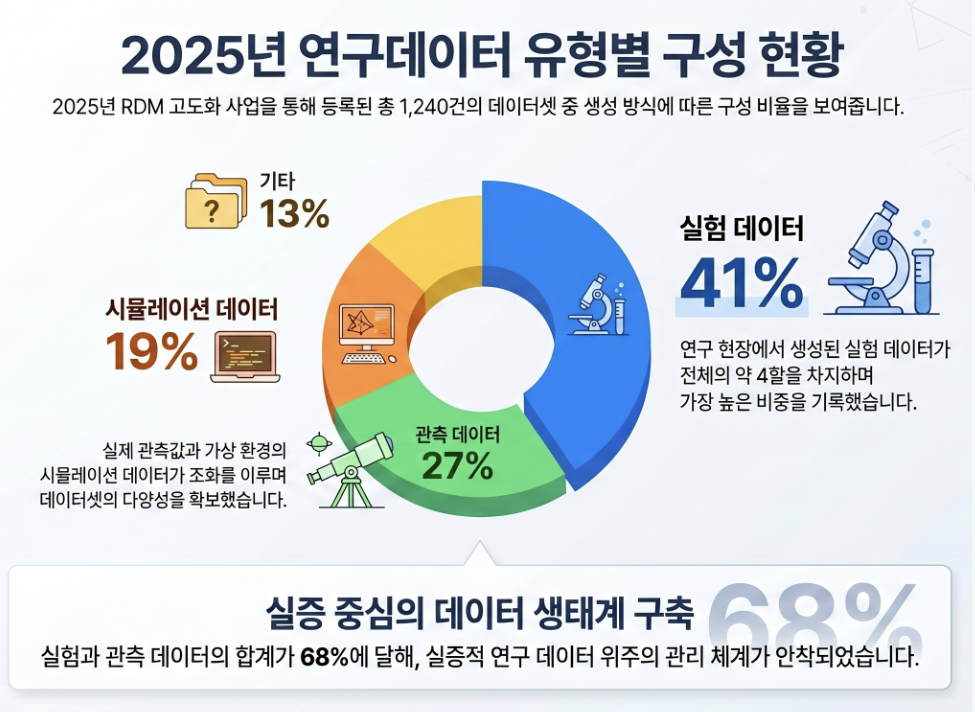 2025년 연구데이터 유형별 구성 현황
2025년 RDM 고도화 사업을 통해 등록된 총 1,240건의 데이터셋 중 생성 방식에 따른 구성 비율을 보여줍니다.
기타
13%
?
실험 데이터
41%
연구 현장에서 생성된 실험 데이터가
전체의 약 4할을 차지하며
가장 높은 비중을 기록했습니다.
시뮬레이션 데이터
19%
관측 데이터
27%
실제 관측값과 가상 환경의
시뮬레이션 데이터가 조화를 이루며
데이터셋의 다양성을 확보했습니다.
실증 중심의 데이터 생태계 구축
68%
실험과 관측 데이터의 합계가 68%에 달해, 실증적 연구 데이터 위주의 관리 체계가 안착되었습니다.